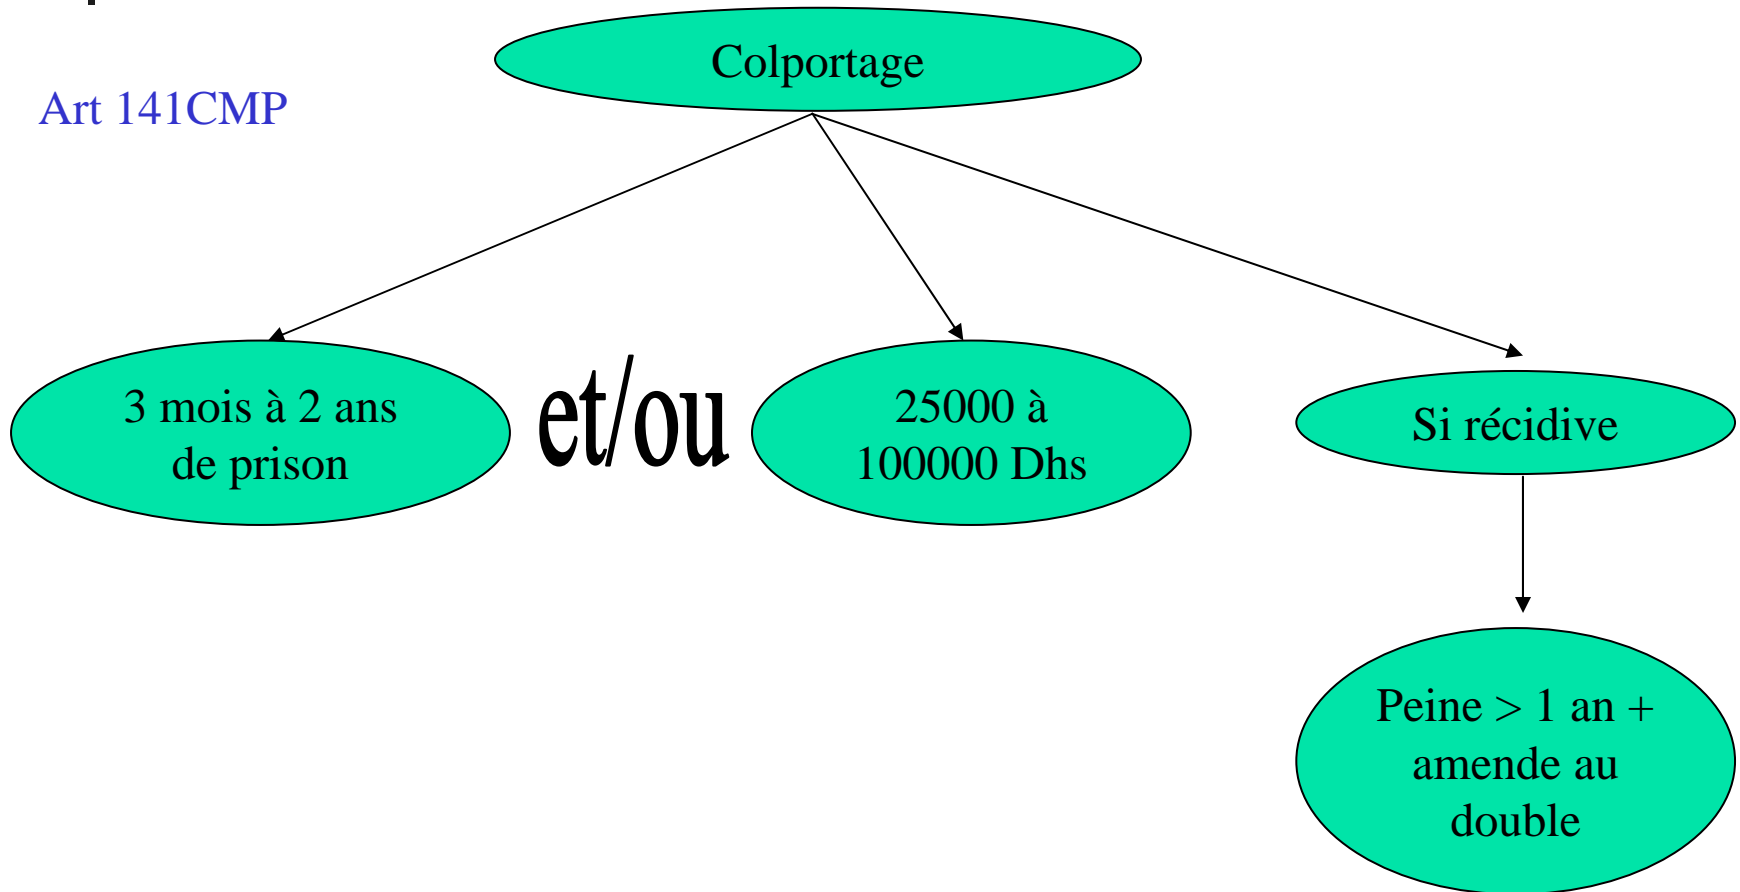 Colportage
Art 141CMP
3 mois à 2 ans
de prison
et/ou
25000 à
100000 Dhs
Si récidive
Peine > 1 an +
amende au
double